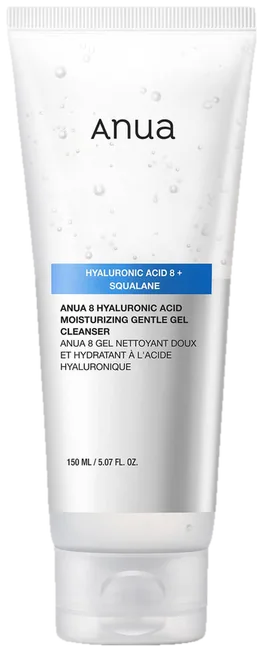 Anua
HYALURONIC ACID 8 +
SQUALANE
ANUA 8 HYALURONIC ACID
MOISTURIZING GENTLE GEL
CLEANSER
ANUA 8 GEL NETTOYANT DOUX
ET HYDRATANT À L'ACIDE
HYALURONIQUE
150 ML / 5.07 FL. OZ.